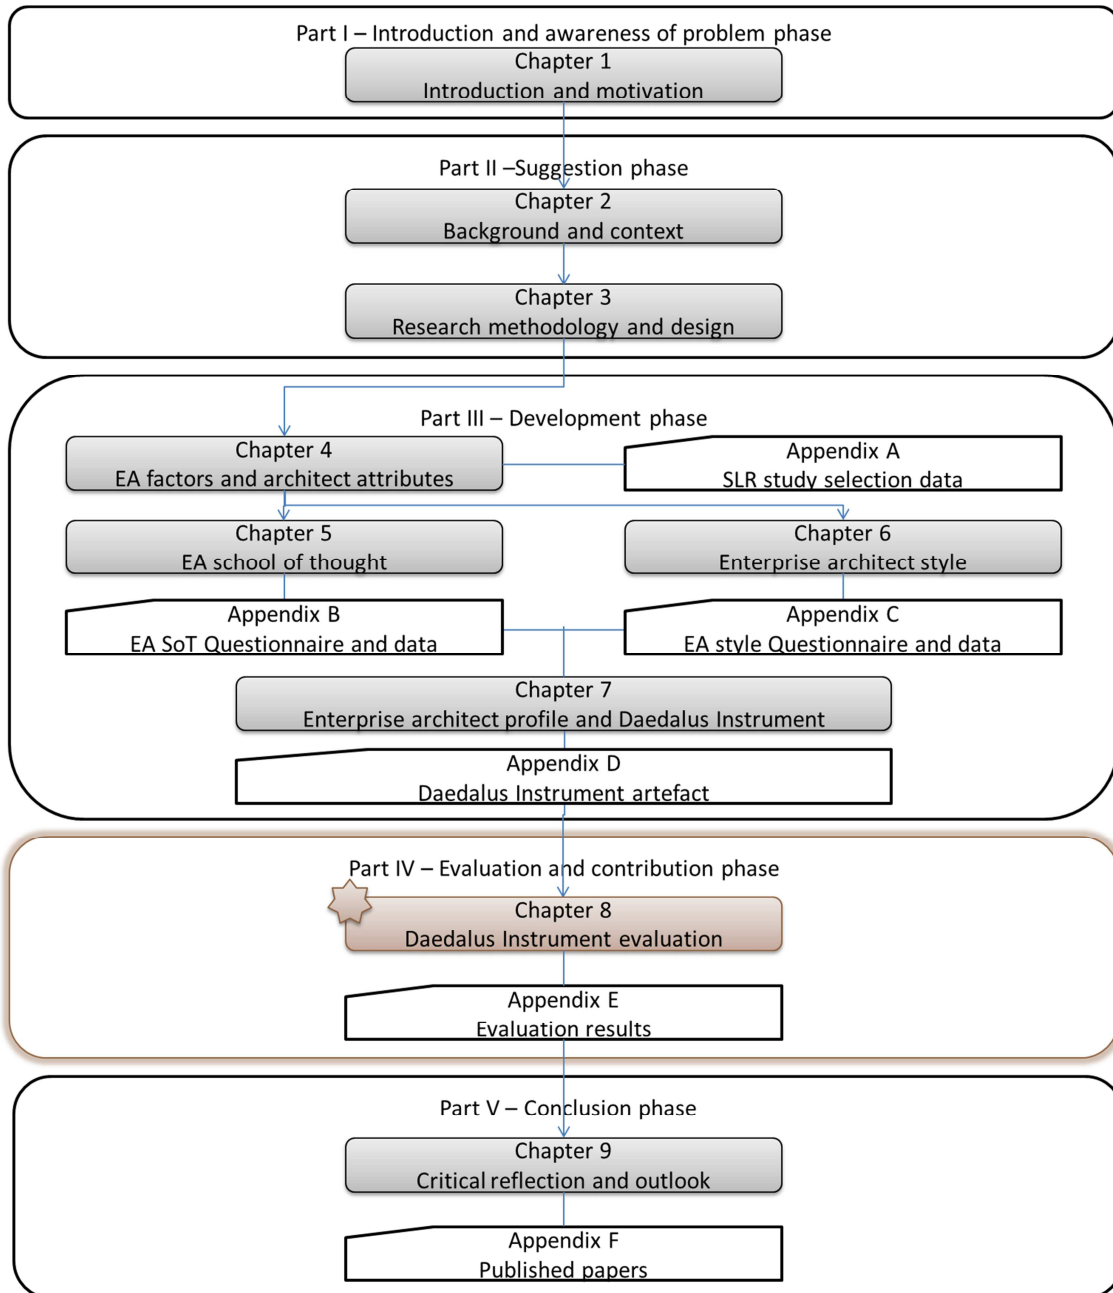 Part I – Introduction and awareness of problem phase
Chapter 1
Introduction and motivation
Part II –Suggestion phase
Chapter 2
Background and context
Chapter 3
Research methodology and design
Part III – Development phase
Chapter 4
EA factors and architect attributes
Appendix A
SLR study selection data
Chapter 5
EA school of thought
Chapter 6
Enterprise architect style
Appendix B
EA SoT Questionnaire and data
Appendix C
EA style Questionnaire and data
Chapter 7
Enterprise architect profile and Daedalus Instrument
Appendix D
Daedalus Instrument artefact
Part IV – Evaluation and contribution phase
Chapter 8
Daedalus Instrument evaluation
Appendix E
Evaluation results
Part V – Conclusion phase
Chapter 9
Critical reflection and outlook
Appendix F
Published papers